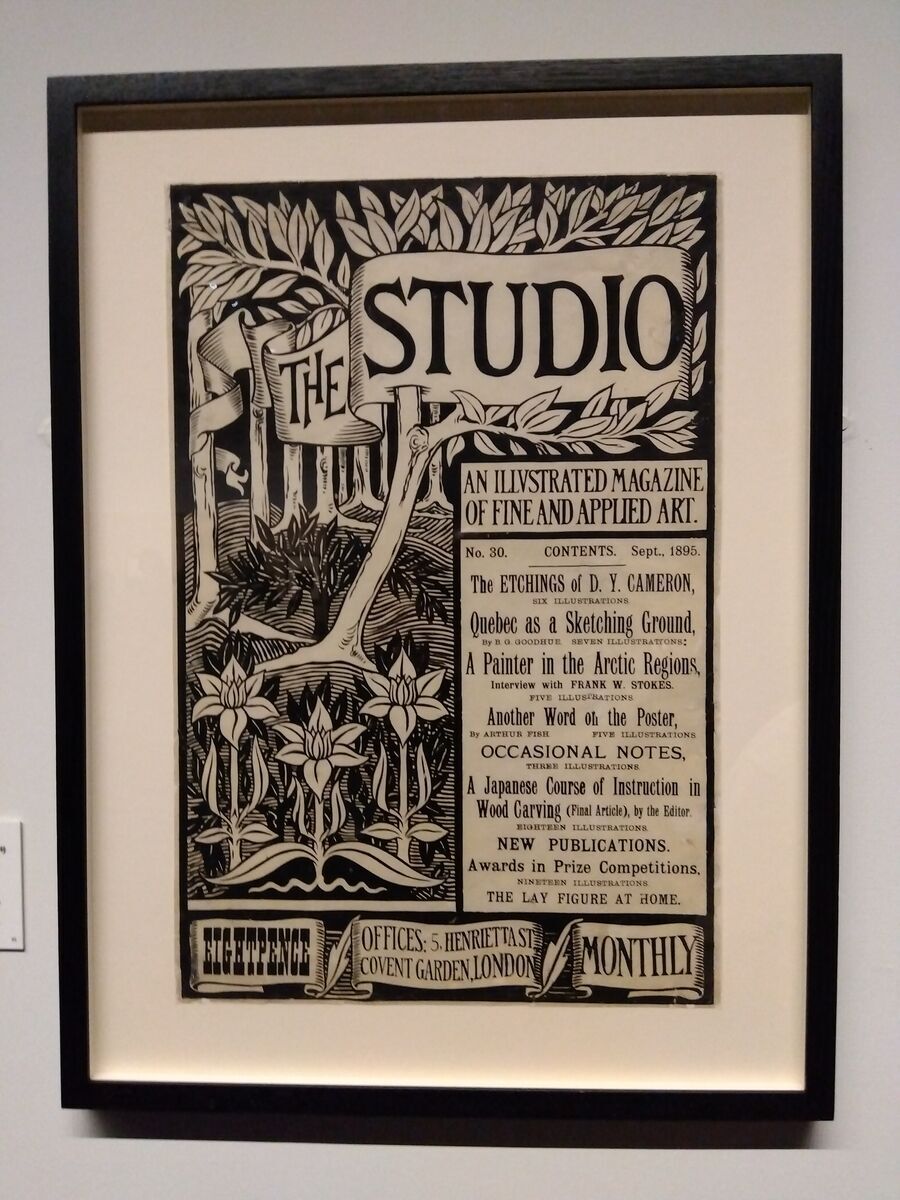 THE STUDIO
AN ILLVSTRATED MAGAZINE
OF FINE AND APPLIED ART.
No. 30. CONTENTS. Sept., 1895.
The ETCHINGS of D. Y. CAMERON,
SIX ILLUSTRATIONS.
Quebec as a Sketching Ground,
By B. G. GOODHUE. SEVEN ILLUSTRATIONS.
A Painter in the Arctic Regions,
Interview with FRANK W. STOKES.
FIVE ILLUSTRATIONS.
Another Word on the Poster,
By ARTHUR FISH FIVE ILLUSTRATIONS.
OCCASIONAL NOTES,
THREE ILLUSTRATIONS.
A Japanese Course of Instruction in
Wood Carving (Final Article), by the Editor.
EIGHTEEN ILLUSTRATIONS.
NEW PUBLICATIONS.
Awards in Prize Competitions.
NINETEEN ILLUSTRATIONS.
THE LAY FIGURE AT HOME.
EIGHTPENCE
OFFICES: 5, HENRIETTA ST
COVENT GARDEN, LONDON
MONTHLY